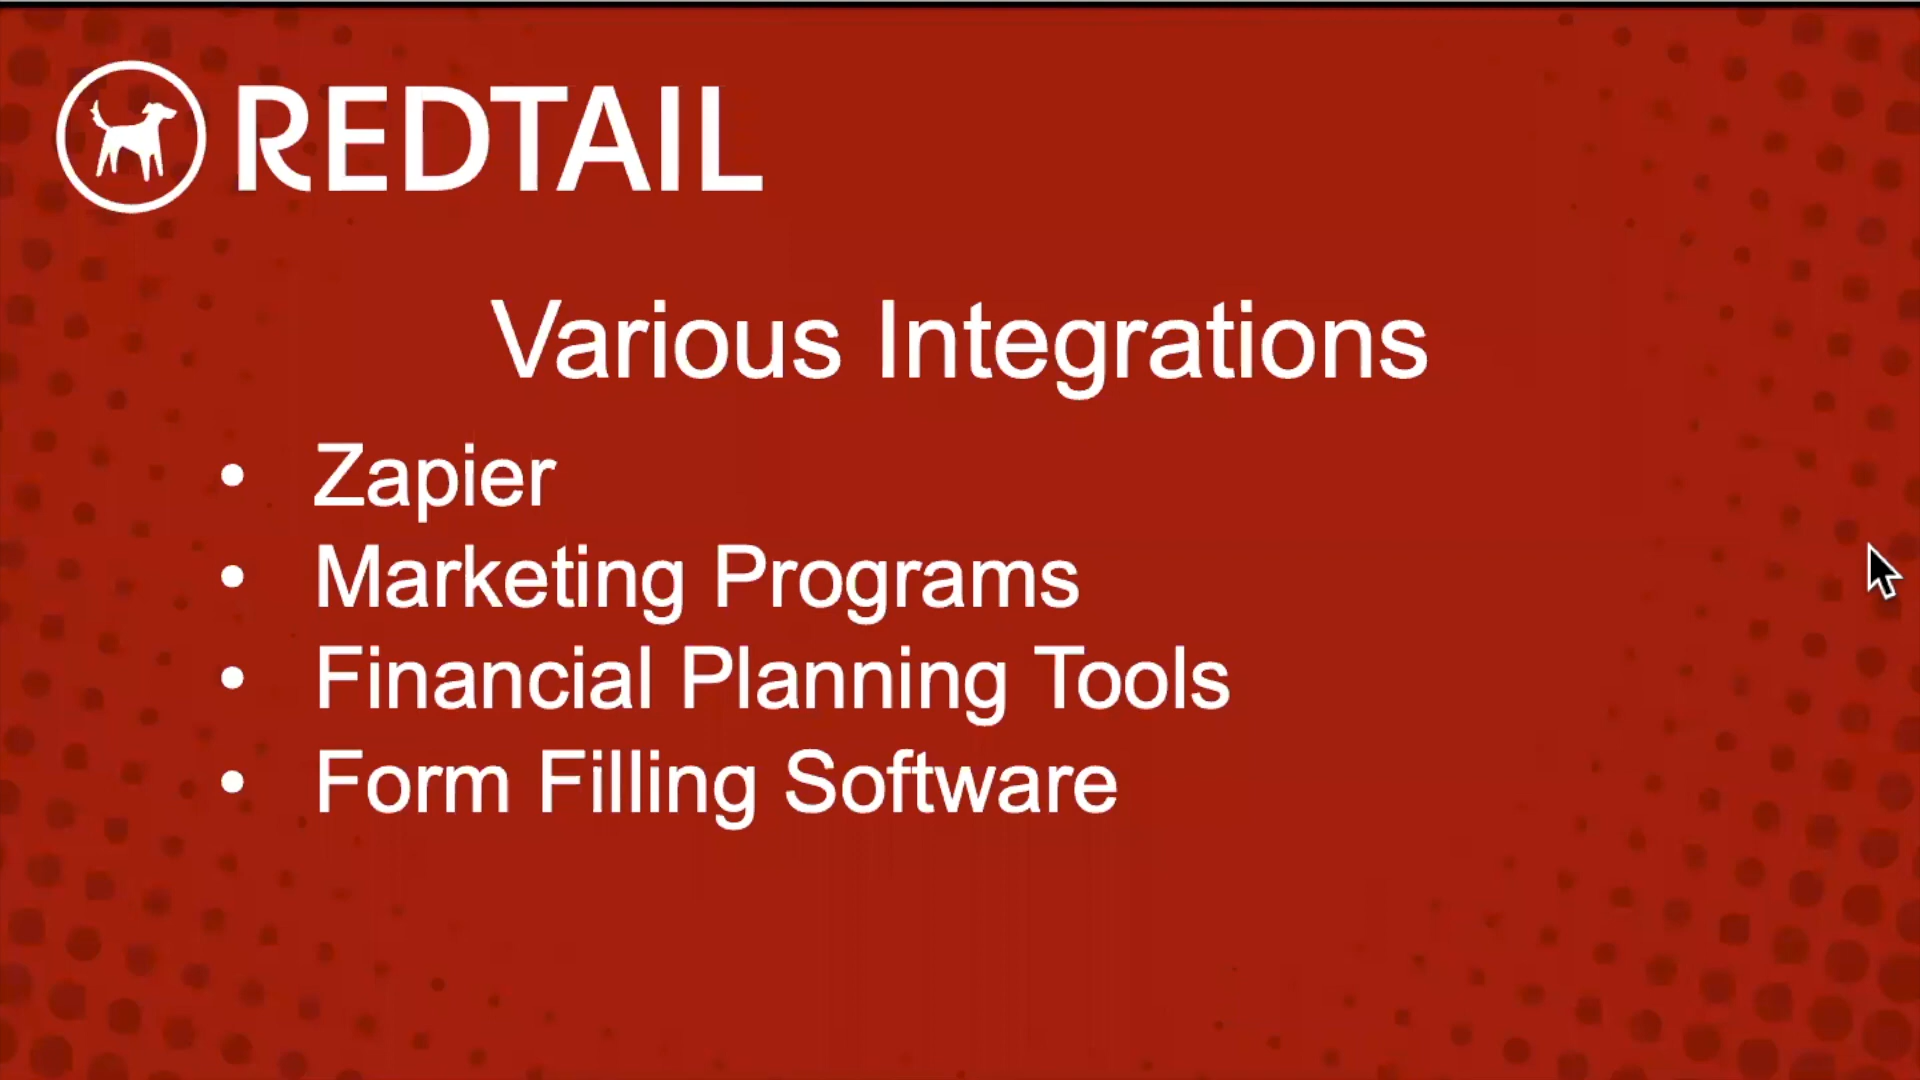 REDTAIL
Various Integrations
• Zapier
• Marketing Programs
• Financial Planning Tools
• Form Filling Software